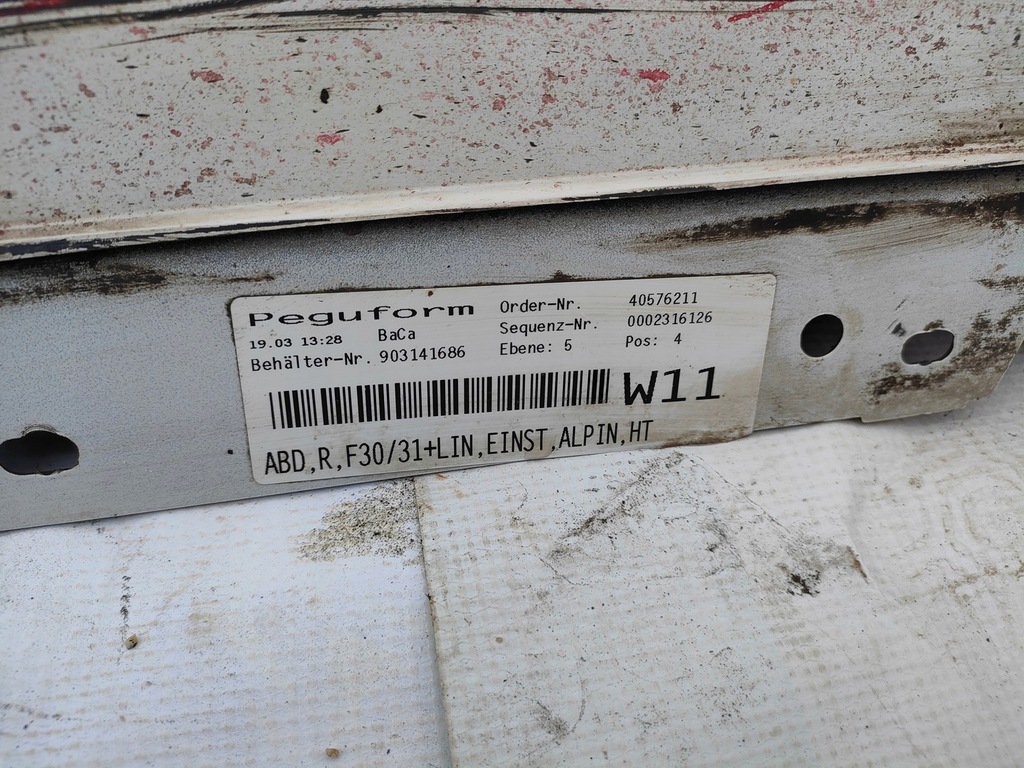 Peguform
19.03 13:28 BaCa
Behälter-Nr. 903141686
Order-Nr. 40576211
Sequenz-Nr. 0002316126
Ebene: 5 Pos: 4
W11
ABD,R,F30/31+LIN,EINST,ALPIN,HT